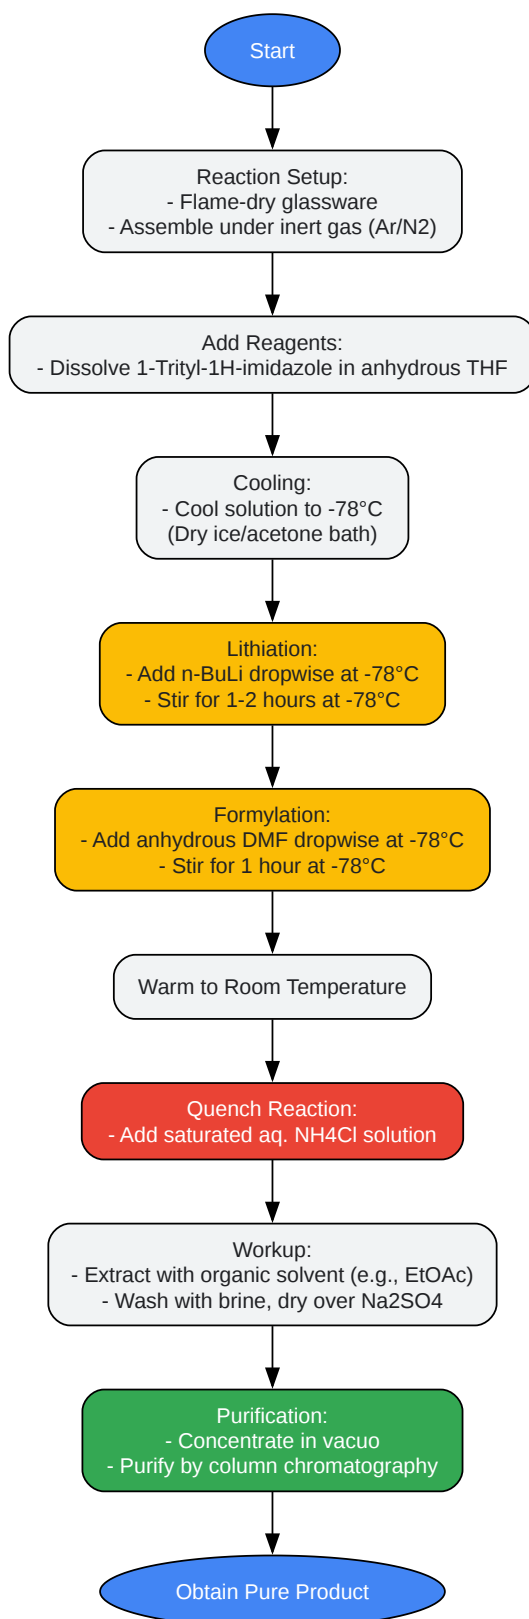 Start
Reaction Setup:
- Flame-dry glassware
- Assemble under inert gas (Ar/N2)
Add Reagents:
- Dissolve 1-Trityl-1H-imidazole in anhydrous THF
Cooling:
- Cool solution to -78°C
(Dry ice/acetone bath)
Lithiation:
- Add n-BuLi dropwise at -78°C
- Stir for 1-2 hours at -78°C
Formylation:
- Add anhydrous DMF dropwise at -78°C
- Stir for 1 hour at -78°C
Warm to Room Temperature
Quench Reaction:
- Add saturated aq. NH4Cl solution
Workup:
- Extract with organic solvent (e.g., EtOAc)
- Wash with brine, dry over Na2SO4
Purification:
- Concentrate in vacuo
- Purify by column chromatography
Obtain Pure Product